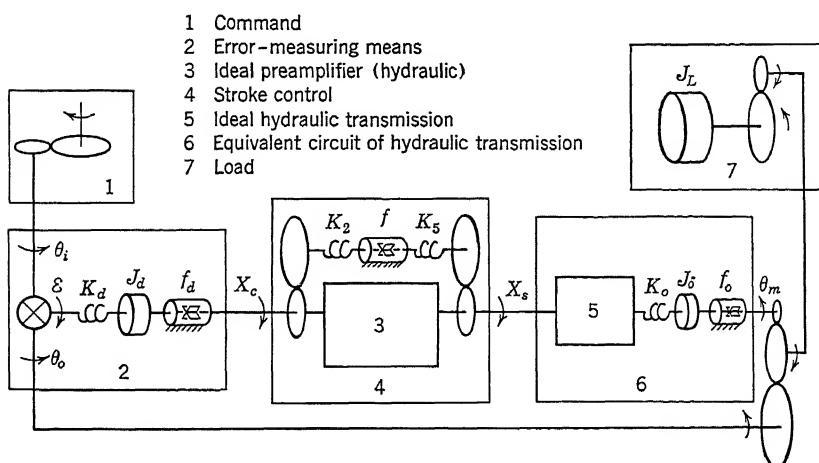 1 Command
2 Error-measuring means
3 Ideal preamplifier (hydraulic)
4 Stroke control
5 Ideal hydraulic transmission
6 Equivalent circuit of hydraulic transmission
7 Load
J_L
7
1
K_2 f K_5
θ_i
ε K_d J_d f_d X_c X_s K_o J_o f_o θ_m
3
5
θ_o
2
4
6